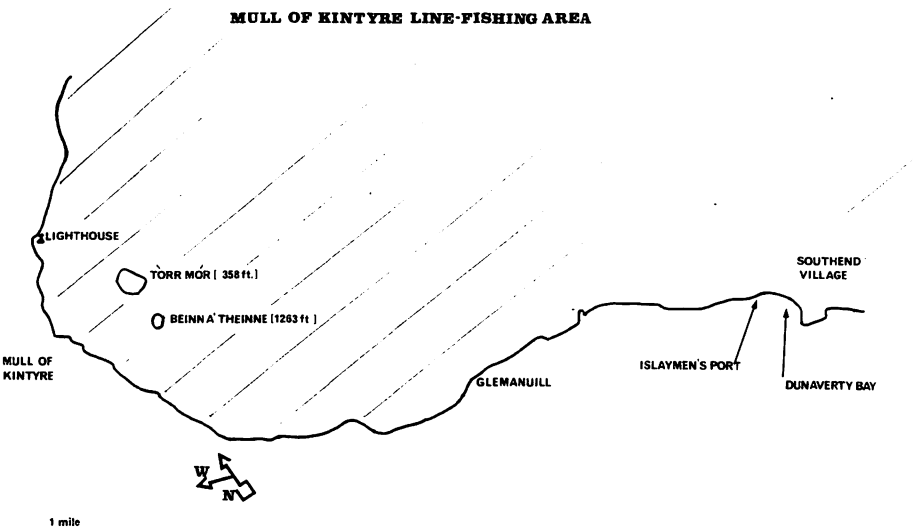 MULL OF KINTYRE LINE-FISHING AREA
LIGHTHOUSE
TORR MÓR [ 358 ft.]
BEINN A' THEINNE [1263 ft ]
SOUTHEND
VILLAGE
MULL OF
KINTYRE
GLEMANUILL
ISLAYMEN'S PORT
DUNAVERTY BAY
W
N
1 mile